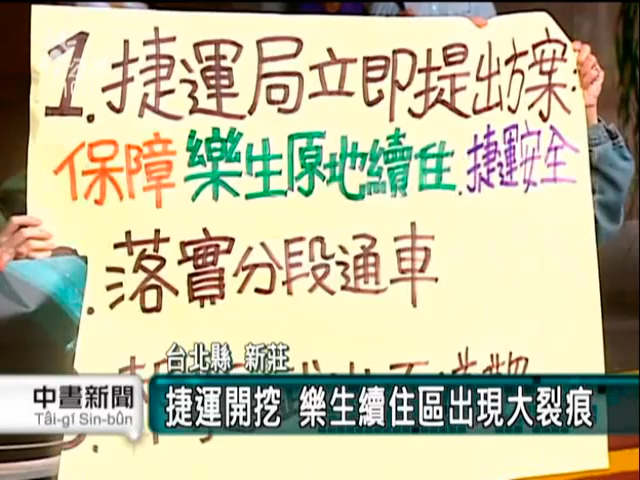 1.捷運局立即提出方案:
保障樂生原地續住.捷運安全
.落實分段通車
台北縣 新莊
中晝新聞
Tâi-gí Sin-bûn
捷運開挖 樂生續住區出現大裂痕